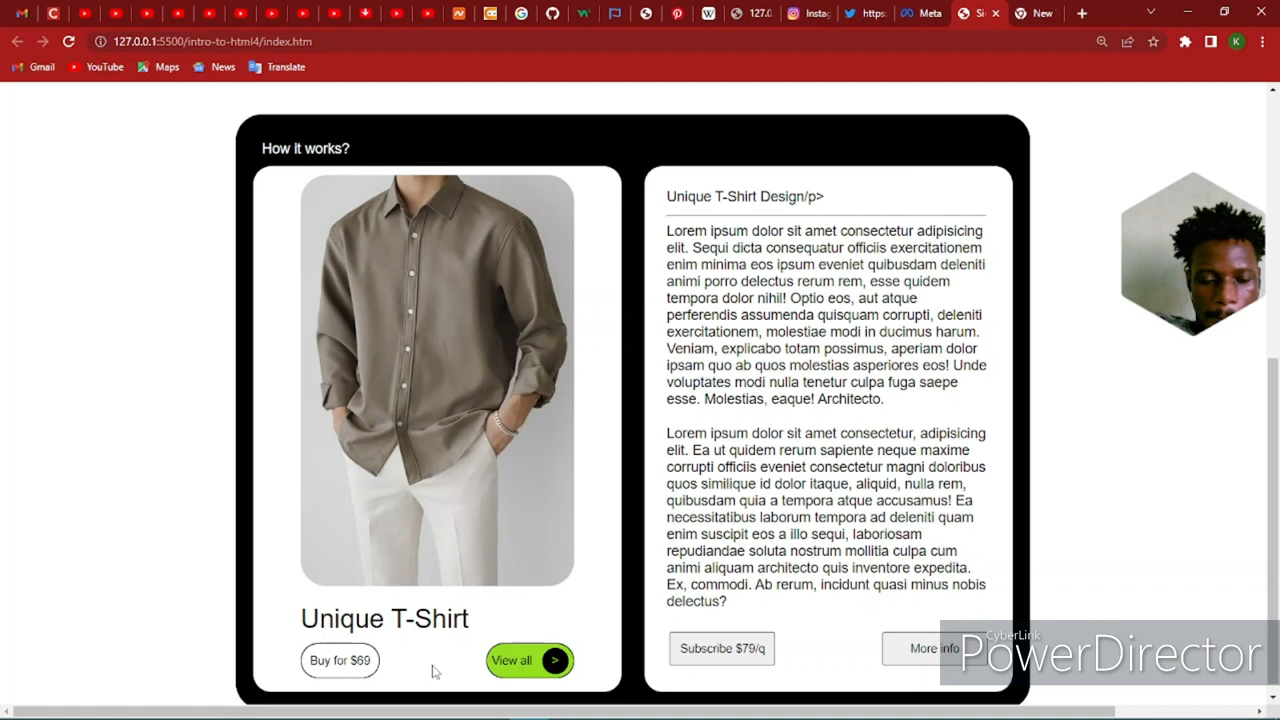 127.0
Insta
https:
Meta
Si
New
127.0.0.1:5500/intro-to-html4/index.htm
K
Gmail
YouTube
Maps
News
Translate
How it works?
Unique T-Shirt
Buy for $69
View all >
Unique T-Shirt Design/p>
Lorem ipsum dolor sit amet consectetur adipisicing
elit. Sequi dicta consequatur officiis exercitationem
enim minima eos ipsum eveniet quibusdam deleniti
animi porro delectus rerum rem, esse quidem
tempora dolor nihil! Optio eos, aut atque
perferendis assumenda quisquam corrupti, deleniti
exercitationem, molestiae modi in ducimus harum.
Veniam, explicabo totam possimus, aperiam dolor
ipsam quo ab quos molestias asperiores eos! Unde
voluptates modi nulla tenetur culpa fuga saepe
esse. Molestias, eaque! Architecto.
Lorem ipsum dolor sit amet consectetur, adipisicing
elit. Ea ut quidem rerum sapiente neque maxime
corrupti officiis eveniet consectetur magni doloribus
quos similique id dolor itaque, aliquid, nulla rem,
quibusdam quia a tempora atque accusamus! Ea
necessitatibus laborum tempora ad deleniti quam
enim suscipit eos a illo sequi, laboriosam
repudiandae soluta nostrum mollitia culpa cum
animi aliquam architecto quis inventore expedita.
Ex, commodi. Ab rerum, incidunt quasi minus nobis
delectus?
Subscribe $79/q
More info
CyberLink
PowerDirector